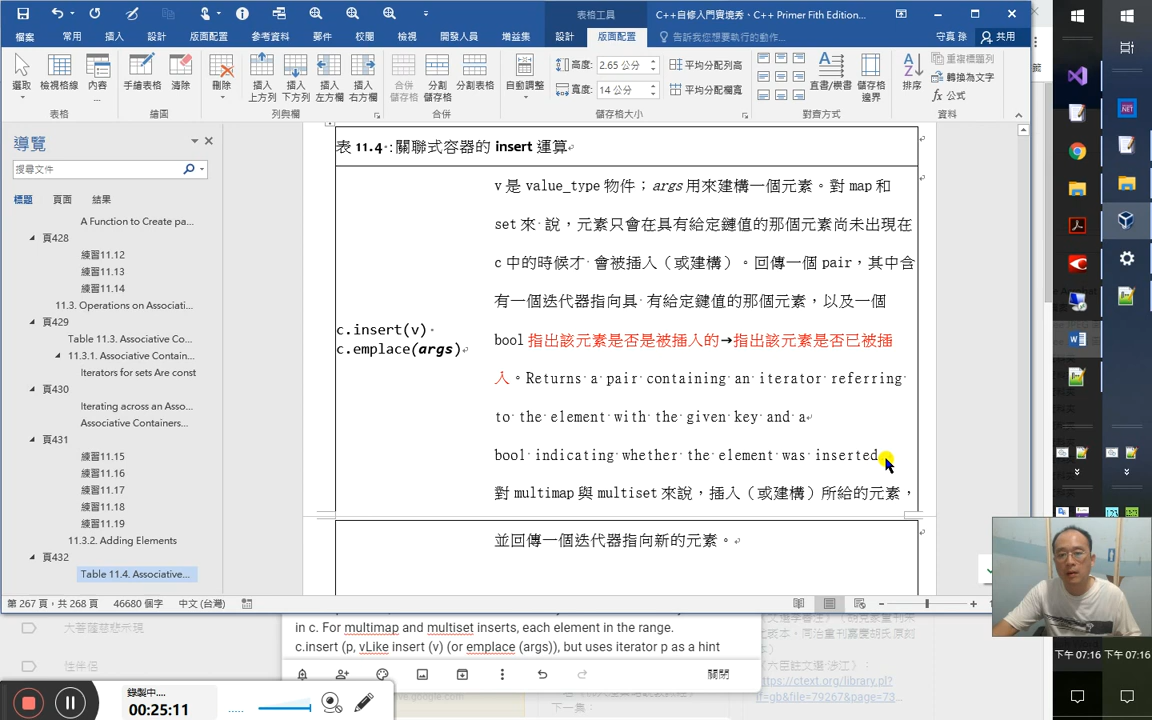 表格工具
C++自修入門實境秀、C++ Primer Fith Edition...
檔案
常用
插入
設計
版面配置
參考資料
郵件
校閱
檢視
開發人員
增益集
設計
版面配置
告訴我您想要執行的動作...
守真 孫
共用
選取
檢視格線
內容
...
手繪表格
清除
刪除
插入上方列
插入下方列
插入左方欄
插入右方欄
合併儲存格
分割儲存格
分割表格
自動調整
高度:
2.65 公分
寬度:
14 公分
平均分配列高
平均分配欄寬
直書/橫書
儲存格邊界
排序
重複標題列
轉換為文字
公式
表格
繪圖
列與欄
合併
儲存格大小
對齊方式
資料
導覽
搜尋文件
標題
頁面
結果
A Function to Create pa...
頁428
練習11.12
練習11.13
練習11.14
11.3. Operations on Associati...
頁429
Table 11.3. Associative Co...
11.3.1. Associative Contain...
Iterators for sets Are const
頁430
Iterating across an Asso...
Associative Containers...
頁431
練習11.15
練習11.16
練習11.17
練習11.18
練習11.19
11.3.2. Adding Elements
頁432
Table 11.4. Associative...
表 11.4 :關聯式容器的 insert 運算
c.insert(v)
c.emplace(args)
v 是 value_type 物件；args 用來建構一個元素。對 map 和
set 來 說，元素只會在具有給定鍵值的那個元素尚未出現在
c 中的時候才 會被插入（或建構）。回傳一個 pair，其中含
有一個迭代器指向具 有給定鍵值的那個元素，以及一個
bool 指出該元素是否是被插入的→指出該元素是否已被插
入。Returns a pair containing an iterator referring
to the element with the given key and a
bool indicating whether the element was inserted
對 multimap 與 multiset 來說，插入（或建構）所給的元素，
並回傳一個迭代器指向新的元素。
第 267 頁，共 268 頁
46680 個字
中文 (台灣)
大菩薩慈悲示現
性伴侶
in c. For multimap and multiset inserts, each element in the range.
c.insert (p, vLike insert (v) (or emplace (args)), but uses iterator p as a hint
關閉
https://ctext.org/library.pl?
if=gb&file=79267&page=73...
下一集：
錄製中....
00:25:11
下午 07:16
下午 07:16